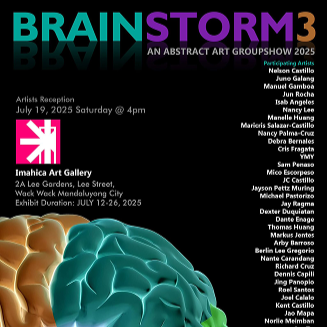 BRAINSTORM3
AN ABSTRACT ART GROUPSHOW 2025
Participating Artists
Nelson Castillo
Juno Galang
Manuel Gamboa
Jun Rocha
Isab Angeles
Nancy Lee
Manelle Huang
Maricris Salazar-Castillo
Nancy Palma-Cruz
Debra Bernales
Cris Fragata
YMY
Sam Penaso
Mico Escorpeso
JC Castillo
Jayson Pettz Muring
Michael Pastorizo
Jay Ragma
Dexter Duquiatan
Dante Enage
Thomas Huang
Markus Jentes
Arby Barroso
Berlin Lee Gregorio
Nante Carandang
Richard Cruz
Dennis Capili
Jing Panopio
Roel Santos
Joel Calalo
Kent Castillo
Jao Mapa
Norlie Meimban
Artists Reception
July 19, 2025 Saturday @ 4pm
Imahica Art Gallery
2A Lee Gardens, Lee Street,
Wack Wack Mandaluyong City
Exhibit Duration: JULY 12-26, 2025